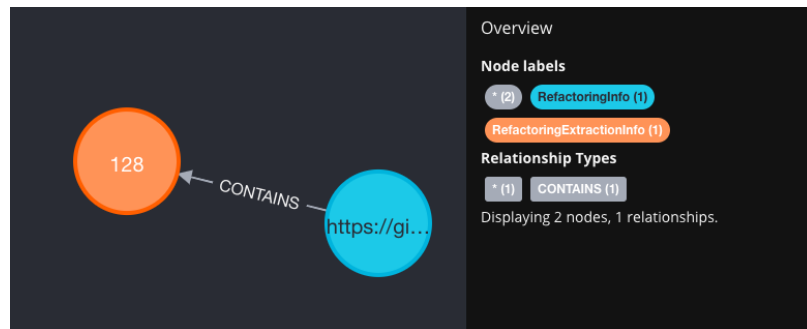 128
CONTAINS
https://gi...
Overview
Node labels
* (2) RefactoringInfo (1)
RefactoringExtractionInfo (1)
Relationship Types
* (1) CONTAINS (1)
Displaying 2 nodes, 1 relationships.